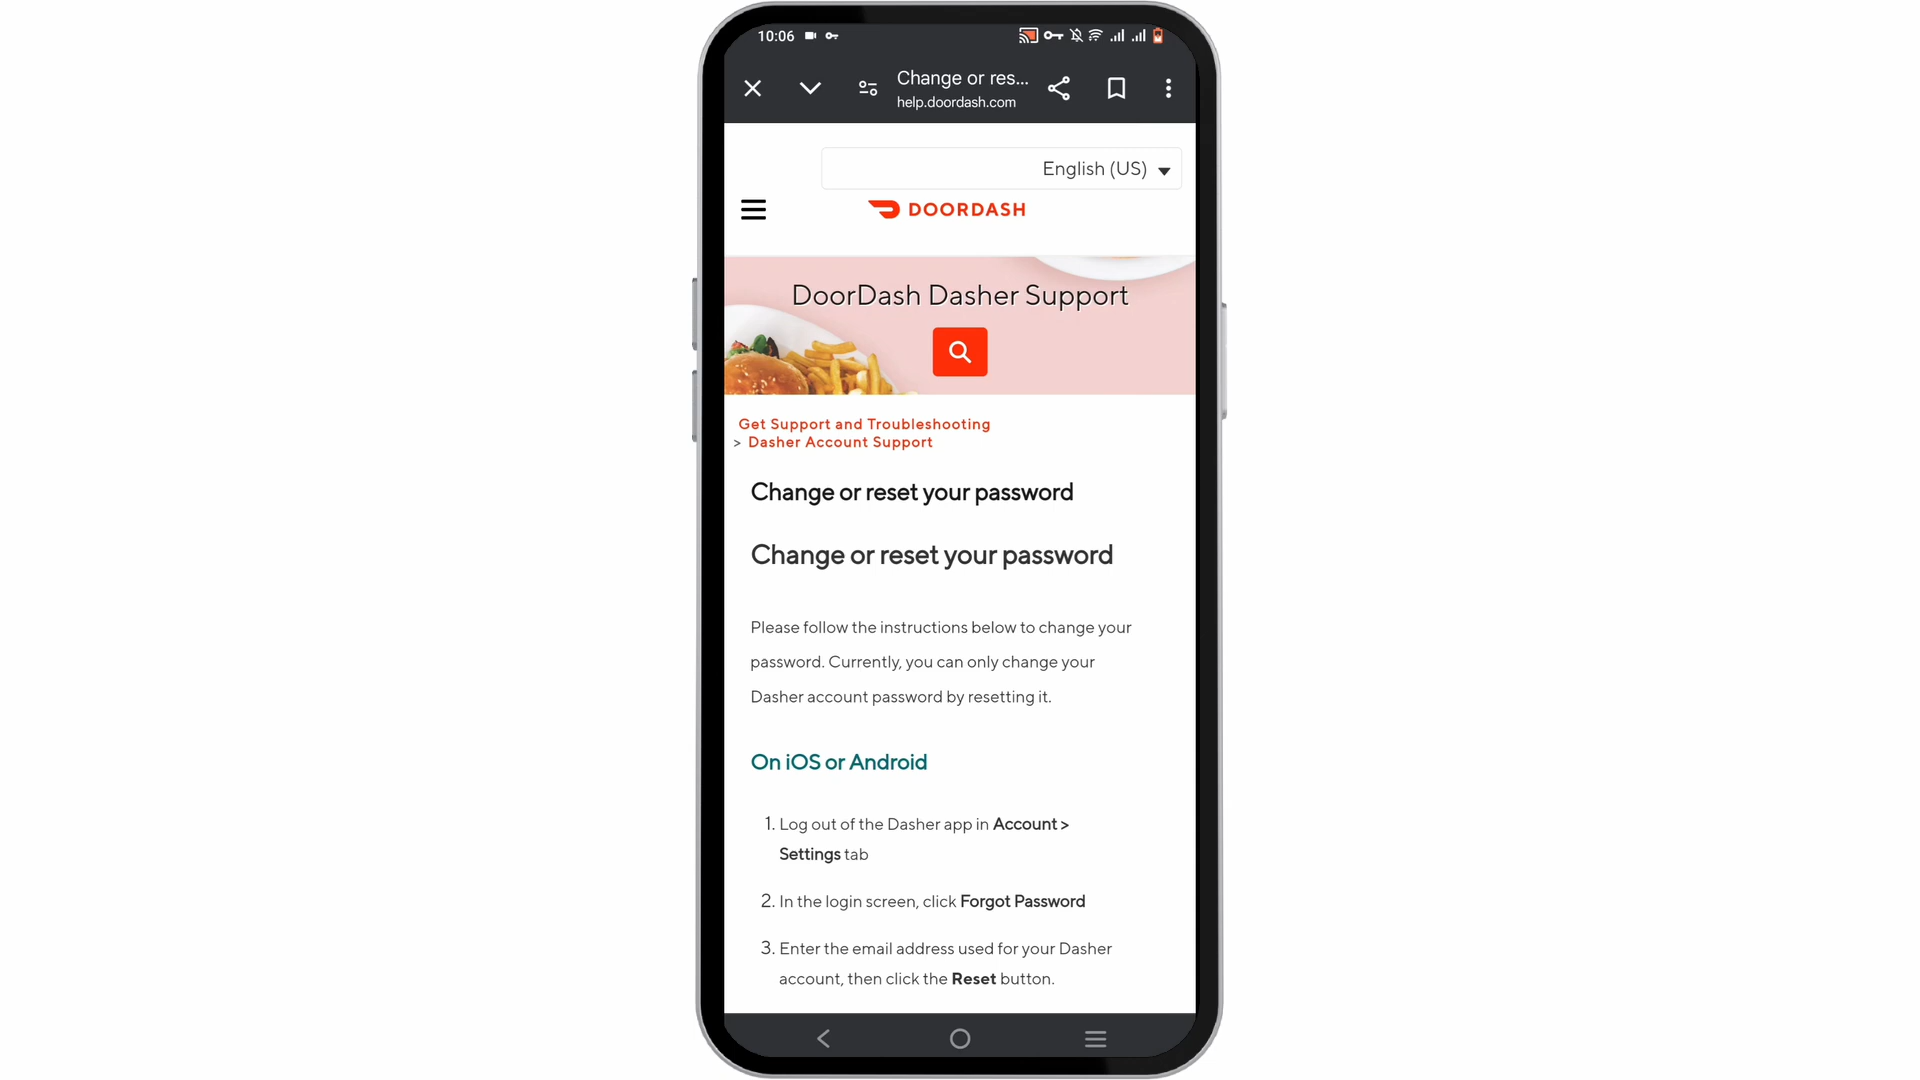 10:06
Change or res...
help.doordash.com
English (US)
DOORDASH
DoorDash Dasher Support
Get Support and Troubleshooting
> Dasher Account Support
Change or reset your password
Change or reset your password
Please follow the instructions below to change your
password. Currently, you can only change your
Dasher account password by resetting it.
On iOS or Android
1. Log out of the Dasher app in Account >
Settings tab
2. In the login screen, click Forgot Password
3. Enter the email address used for your Dasher
account, then click the Reset button.